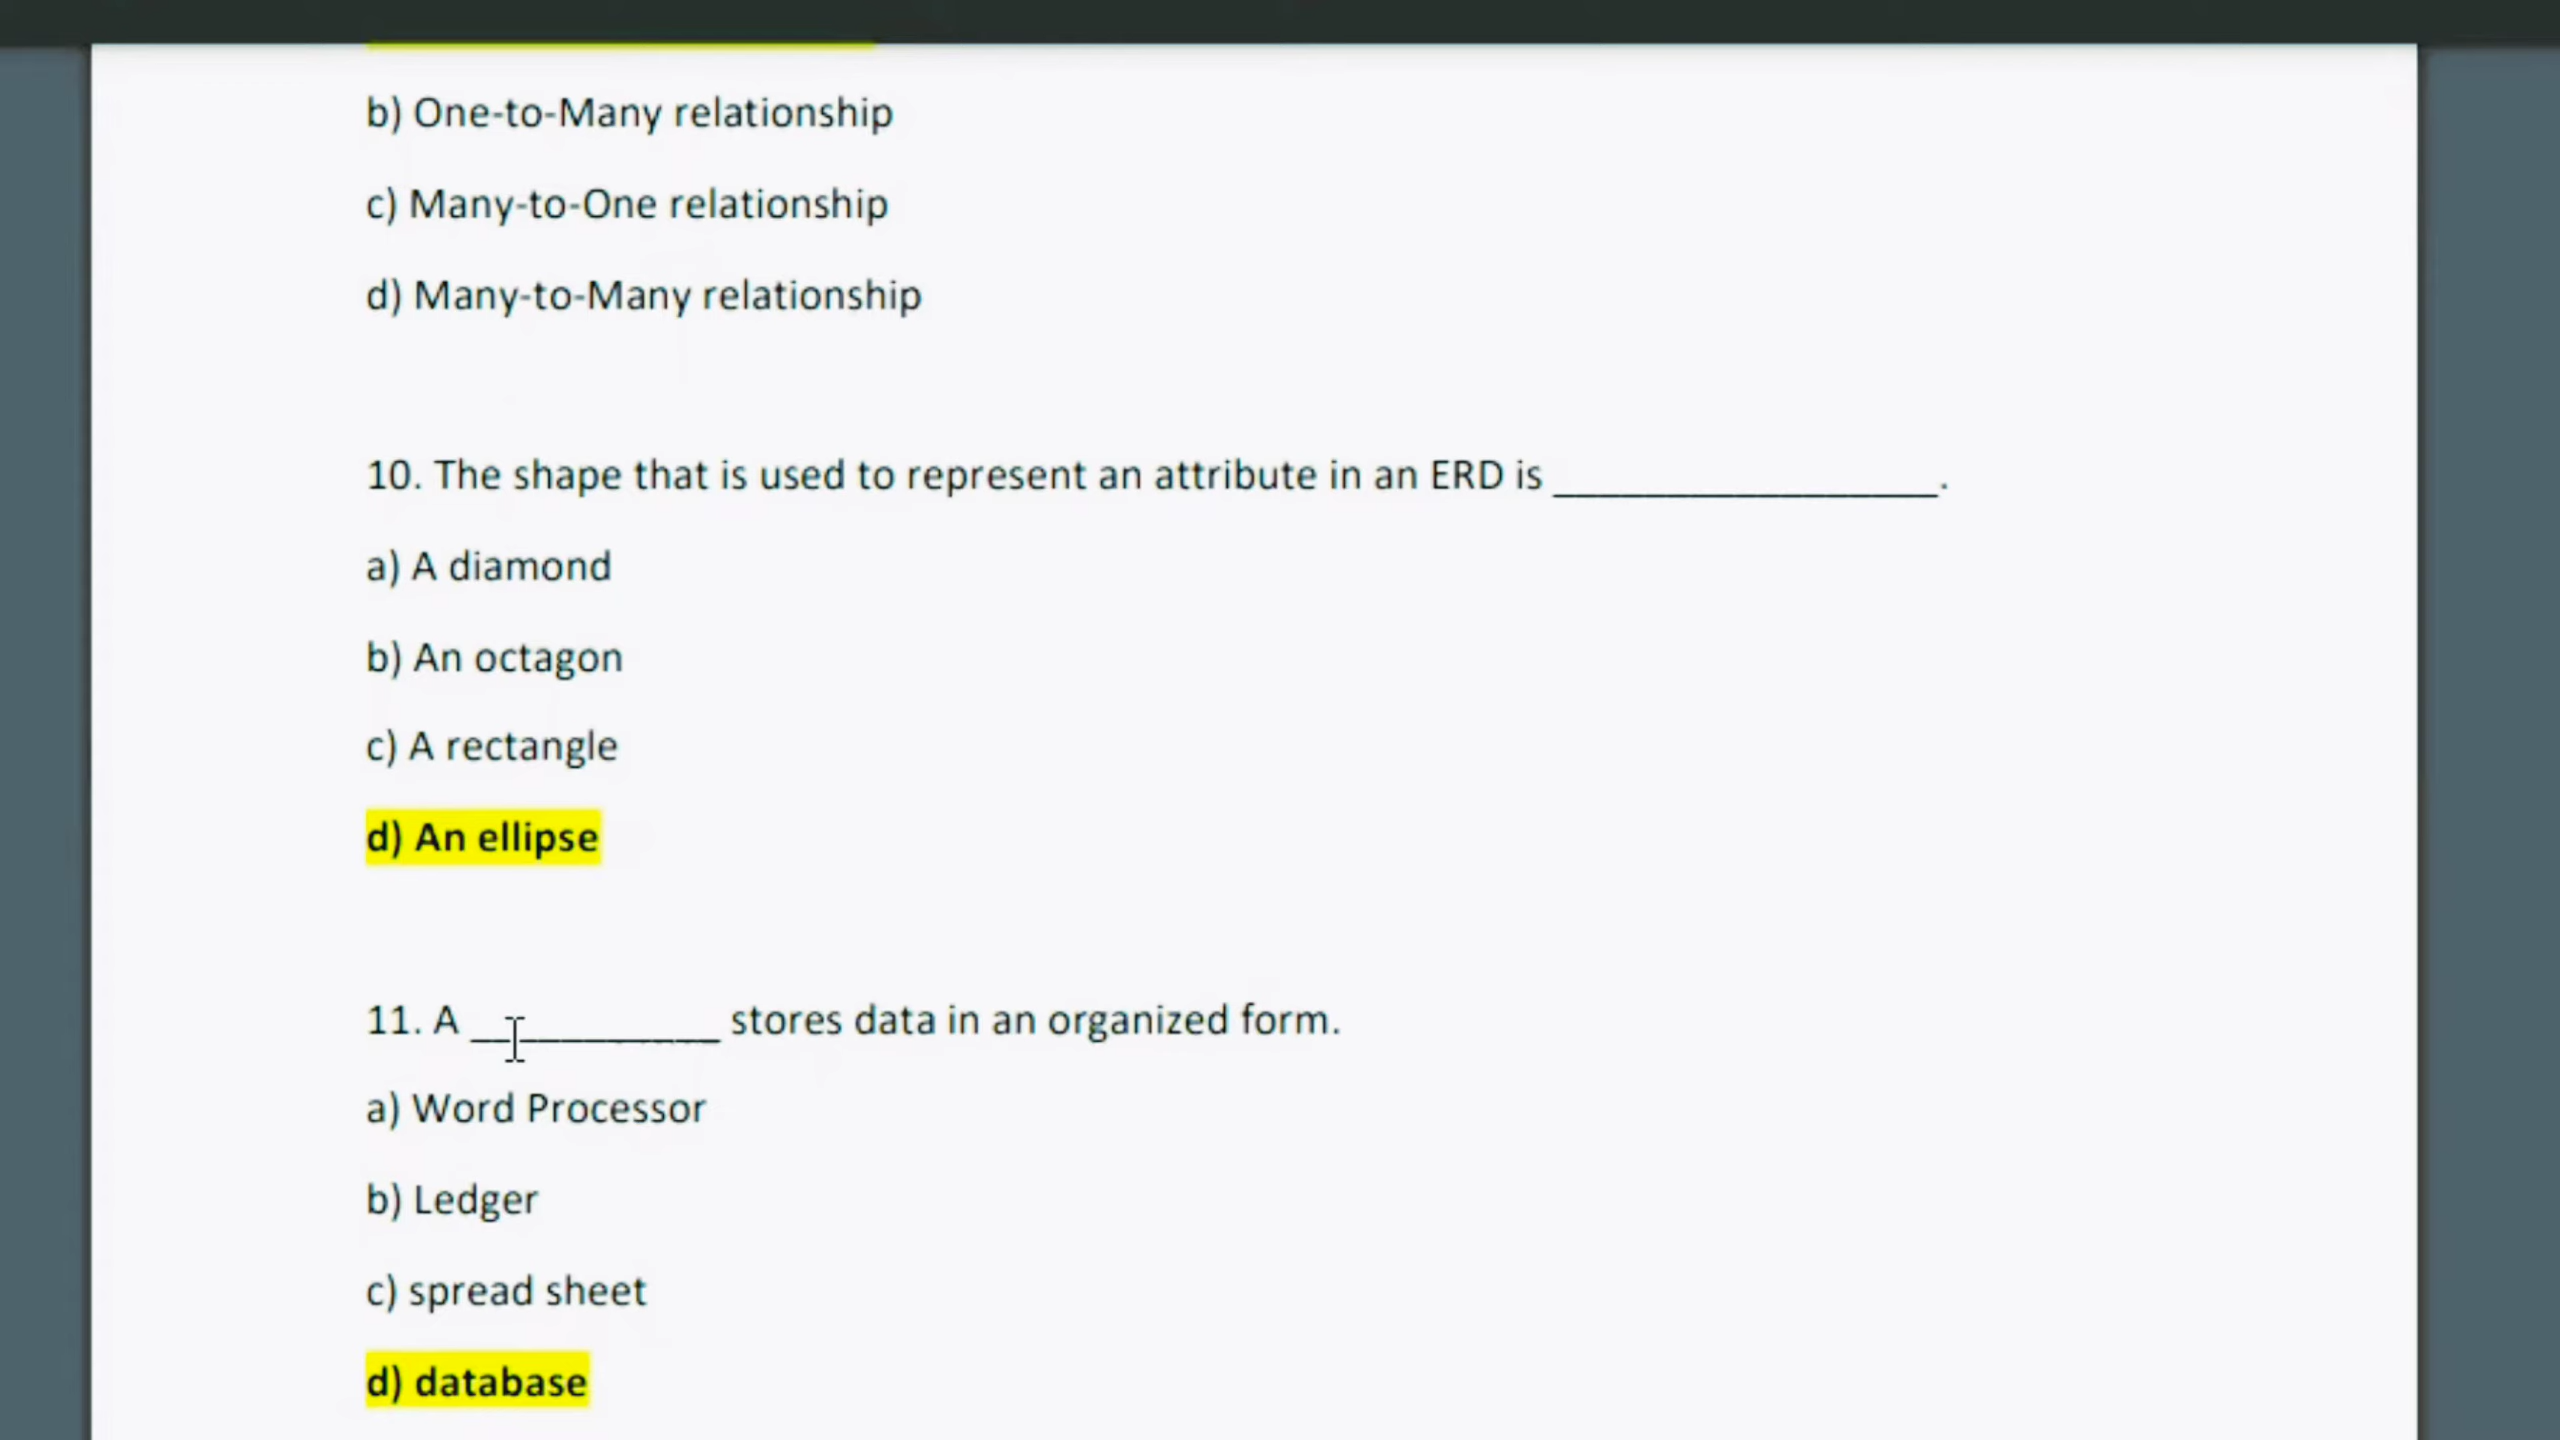 b) One-to-Many relationship
c) Many-to-One relationship
d) Many-to-Many relationship
10. The shape that is used to represent an attribute in an ERD is __________________.
a) A diamond
b) An octagon
c) A rectangle
d) An ellipse
11. A ____________ stores data in an organized form.
a) Word Processor
b) Ledger
c) spread sheet
d) database